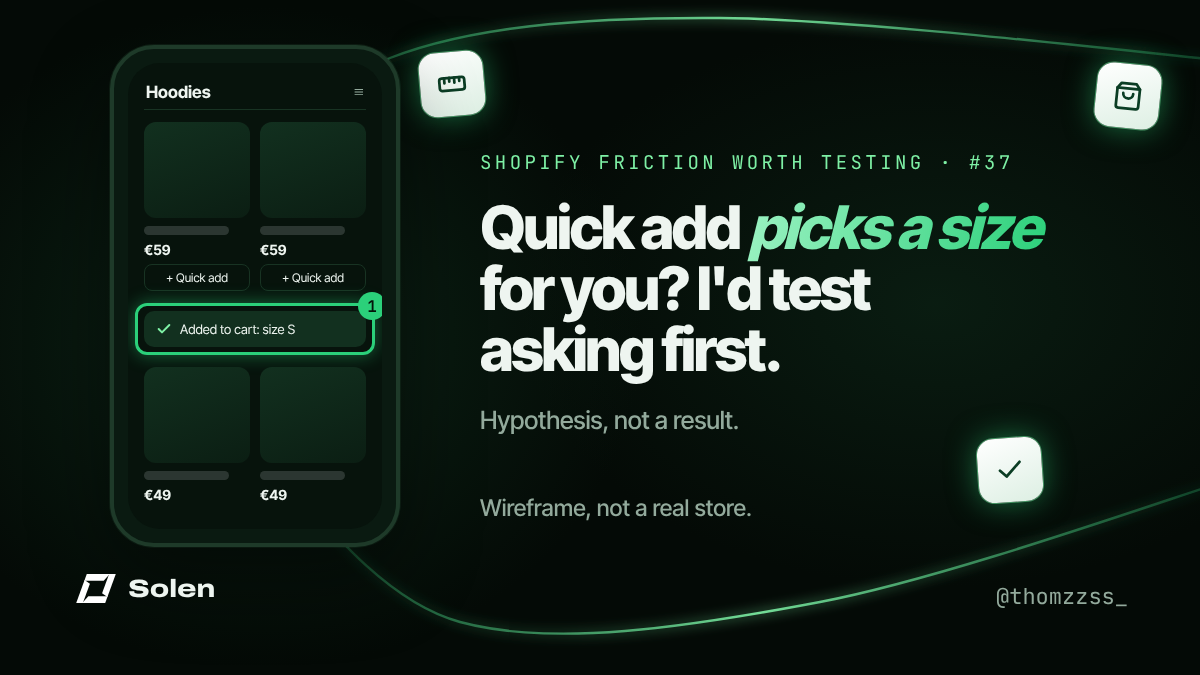 Hoodies
€59
€59
+ Quick add
+ Quick add
1
Added to cart: size S
€49
€49
SHOPIFY FRICTION WORTH TESTING · #37
Quick add picks a size
for you? I'd test
asking first.
Hypothesis, not a result.
Wireframe, not a real store.
Solen
@thomzzss_